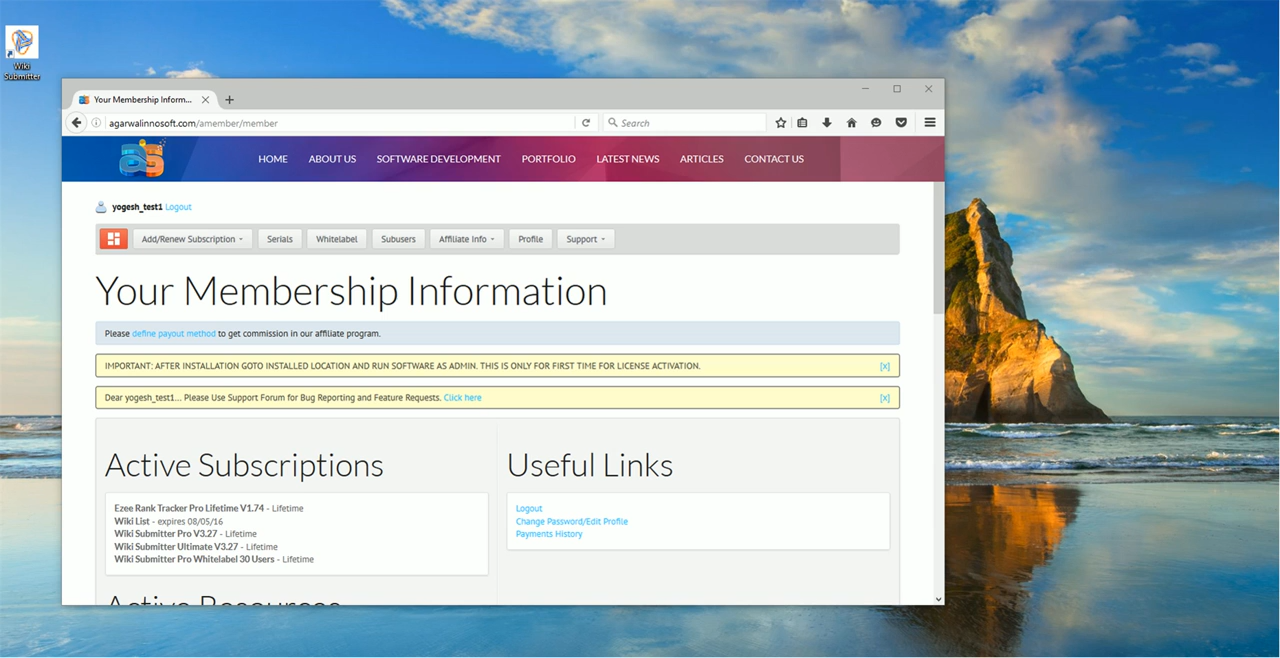 Wiki
Submitter
Your Membership Inform...
agarwalinnosoft.com/amember/member
Search
HOME ABOUT US SOFTWARE DEVELOPMENT PORTFOLIO LATEST NEWS ARTICLES CONTACT US
yogesh_test1 Logout
Add/Renew Subscription Serials Whitelabel Subusers Affiliate Info Profile Support
Your Membership Information
Please define payout method to get commission in our affiliate program.
IMPORTANT: AFTER INSTALLATION GOTO INSTALLED LOCATION AND RUN SOFTWARE AS ADMIN. THIS IS ONLY FOR FIRST TIME FOR LICENSE ACTIVATION. [X]
Dear yogesh_test1... Please Use Support Forum for Bug Reporting and Feature Requests. Click here [X]
Active Subscriptions
Ezee Rank Tracker Pro Lifetime V1.74 - Lifetime
Wiki List - expires 08/05/16
Wiki Submitter Pro V3.27 - Lifetime
Wiki Submitter Ultimate V3.27 - Lifetime
Wiki Submitter Pro Whitelabel 30 Users - Lifetime
Useful Links
Logout
Change Password/Edit Profile
Payments History
Active Resources